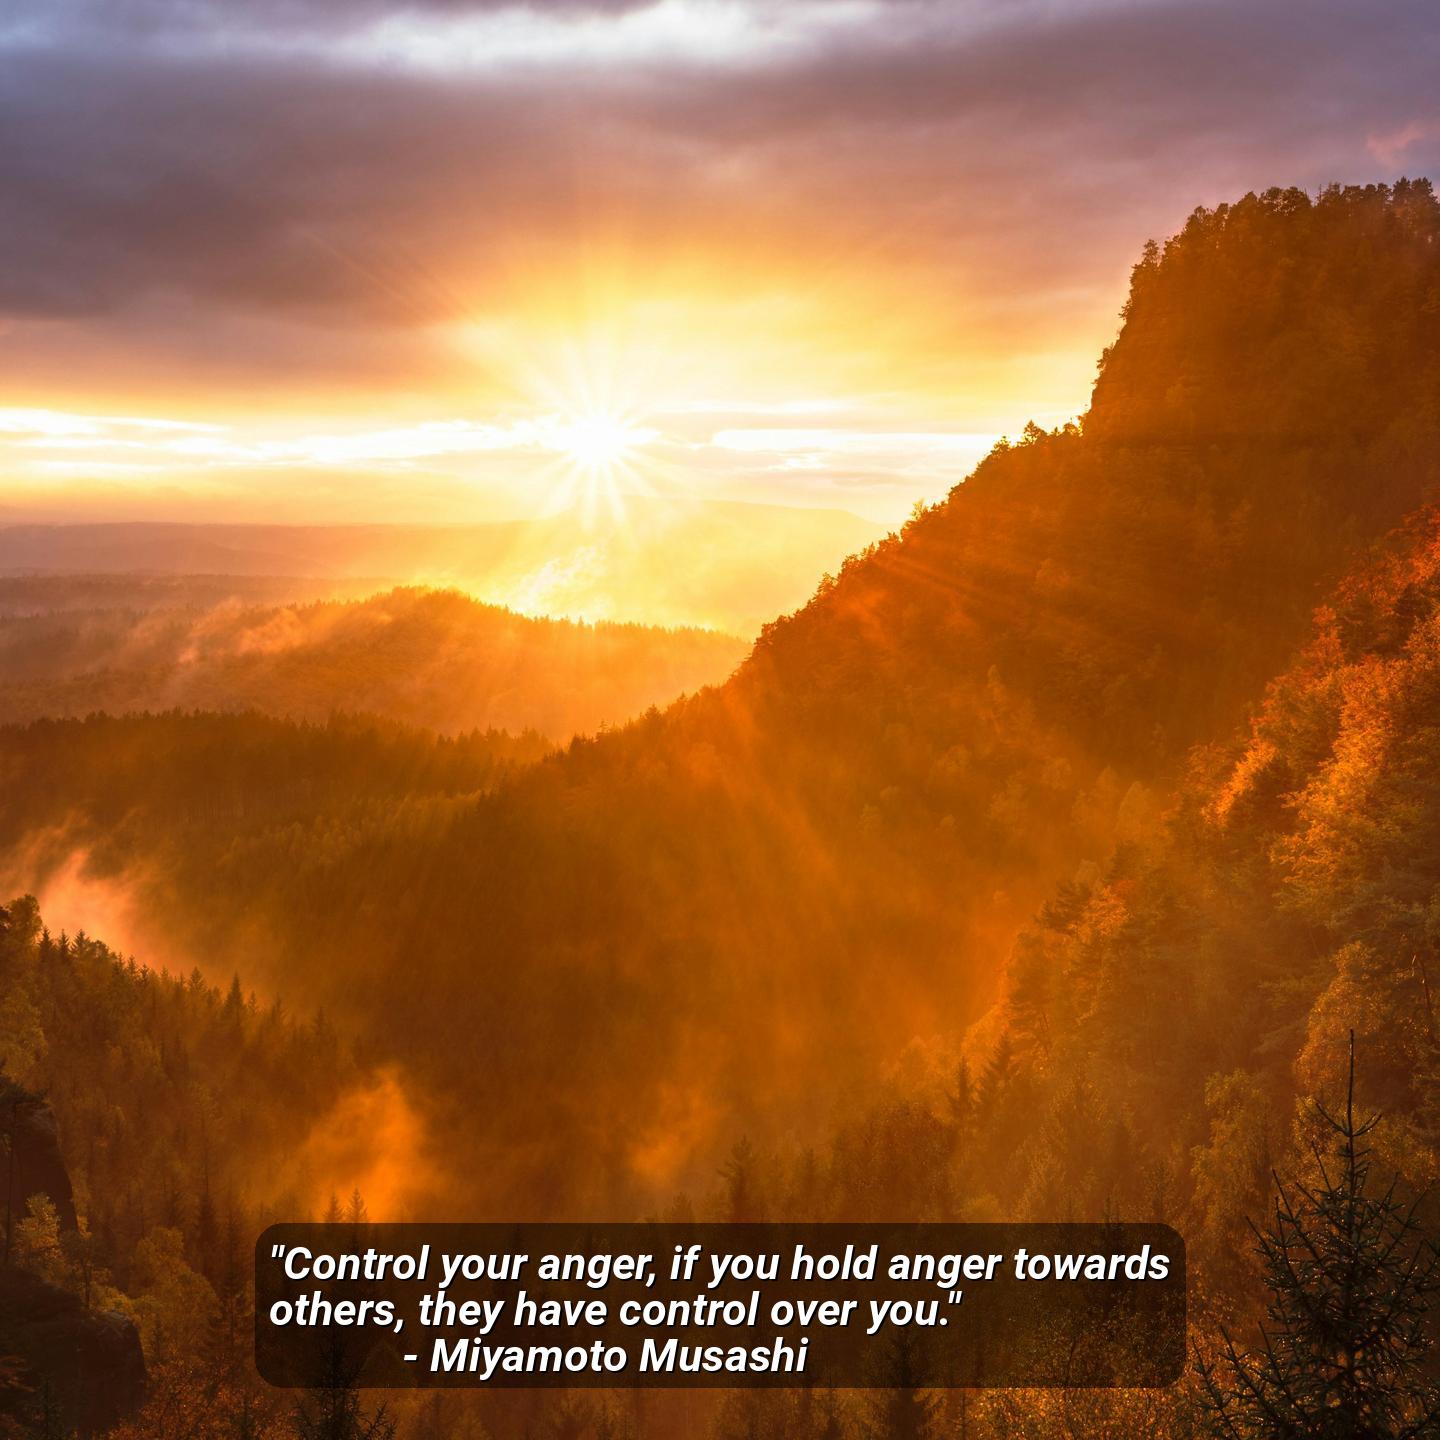 "Control your anger, if you hold anger towards
others, they have control over you."
- Miyamoto Musashi